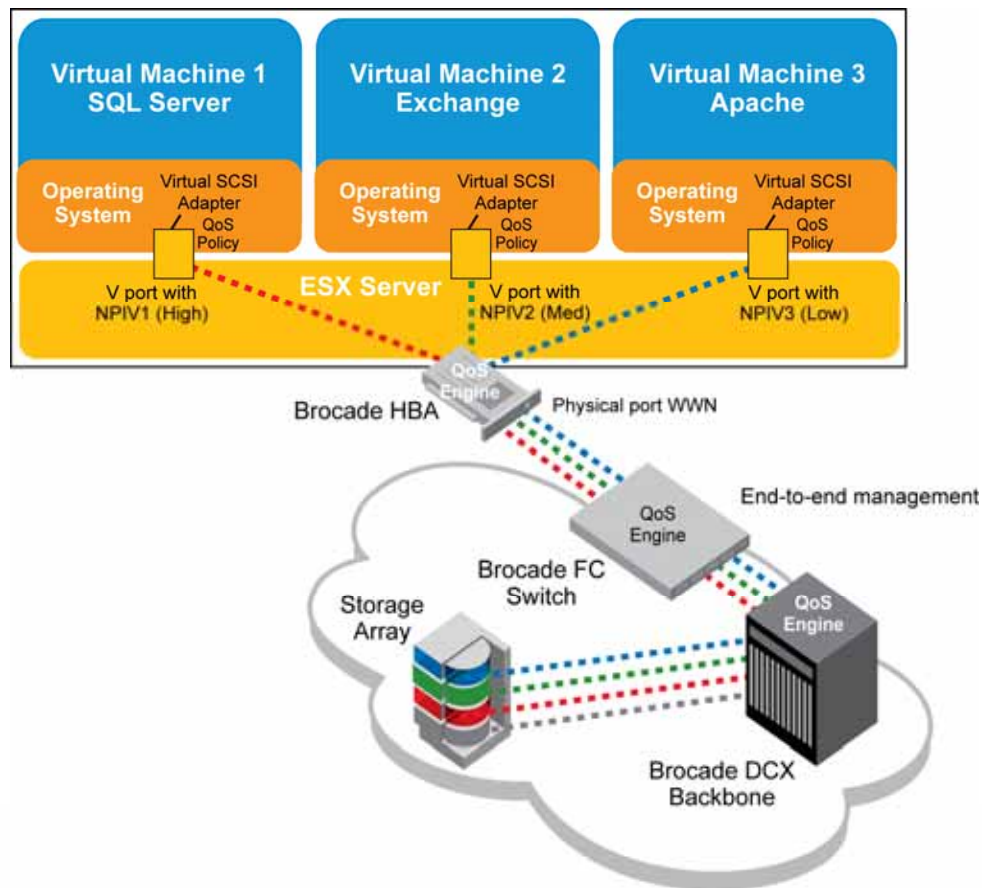 Virtual Machine 1
SQL Server
Virtual Machine 2
Exchange
Virtual Machine 3
Apache
Operating
System
Virtual SCSI
Adapter
QoS
Policy
Operating
System
Virtual SCSI
Adapter
QoS
Policy
Operating
System
Virtual SCSI
Adapter
QoS
Policy
ESX Server
V port with
NPIV1 (High)
V port with
NPIV2 (Med)
V port with
NPIV3 (Low)
QoS
Engine
Brocade HBA
Physical port WWN
QoS
Engine
End-to-end management
Brocade FC
Switch
QoS
Engine
Storage
Array
Brocade DCX
Backbone